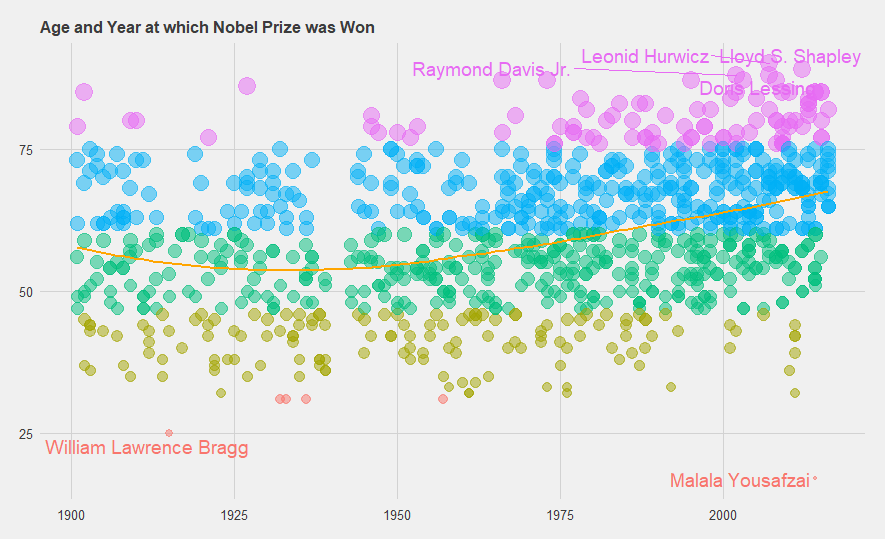 Age and Year at which Nobel Prize was Won
Leonid Hurwicz Lloyd S. Shapley
Raymond Davis Jr.
Doris Lessing
75
50
25
William Lawrence Bragg
Malala Yousafzai
1900 1925 1950 1975 2000